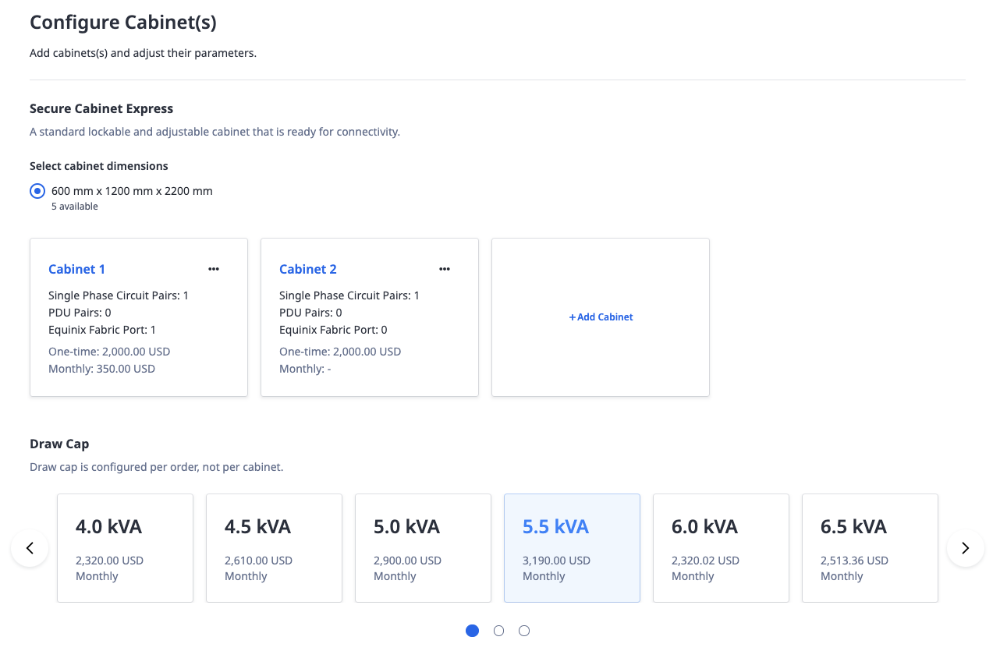 Configure Cabinet(s)
Add cabinets(s) and adjust their parameters.
Secure Cabinet Express
A standard lockable and adjustable cabinet that is ready for connectivity.
Select cabinet dimensions
600 mm x 1200 mm x 2200 mm
5 available
Cabinet 1
Single Phase Circuit Pairs: 1
PDU Pairs: 0
Equinix Fabric Port: 1
One-time: 2,000.00 USD
Monthly: 350.00 USD
Cabinet 2
Single Phase Circuit Pairs: 1
PDU Pairs: 0
Equinix Fabric Port: 0
One-time: 2,000.00 USD
Monthly: -
+ Add Cabinet
Draw Cap
Draw cap is configured per order, not per cabinet.
4.0 kVA
2,320.00 USD
Monthly
4.5 kVA
2,610.00 USD
Monthly
5.0 kVA
2,900.00 USD
Monthly
5.5 kVA
3,190.00 USD
Monthly
6.0 kVA
2,320.02 USD
Monthly
6.5 kVA
2,513.36 USD
Monthly